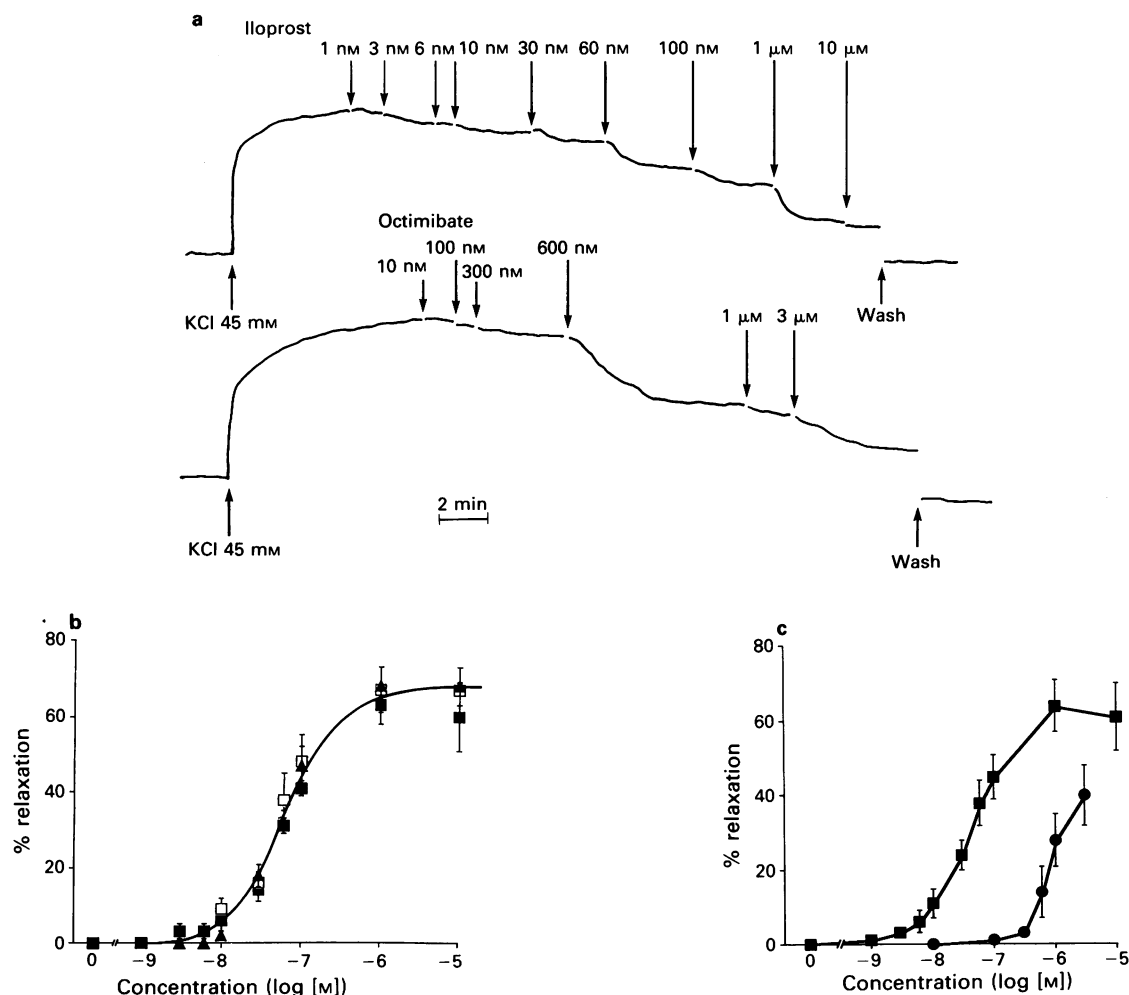 a
Iloprost
1 nM 3 nM 6 nM 10 nM 30 nM 60 nM 100 nM 1 μM 10 μM
KCl 45 mM
Wash
Octimibate
10 nM 100 nM 300 nM 600 nM 1 μM 3 μM
2 min
KCl 45 mM
Wash
b
80
60
40
20
0
% relaxation
0 −9 −8 −7 −6 −5
Concentration (log [M])
c
80
60
40
20
0
% relaxation
0 −9 −8 −7 −6 −5
Concentration (log [M])